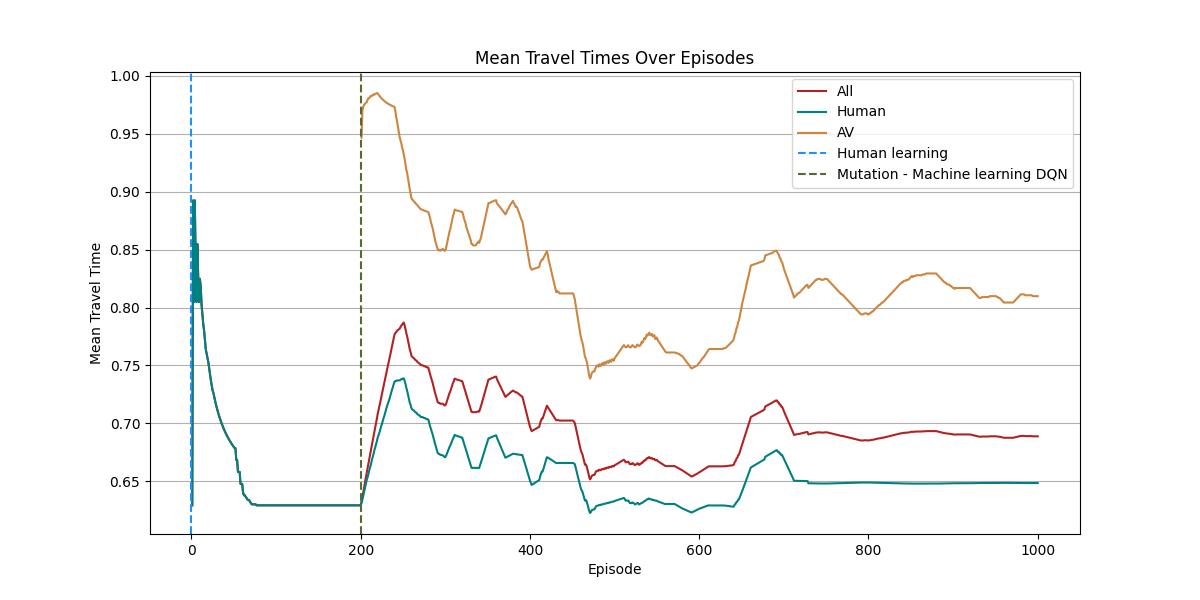 Mean Travel Times Over Episodes
All
Human
AV
Human learning
Mutation - Machine learning DQN
Mean Travel Time
1.00
0.95
0.90
0.85
0.80
0.75
0.70
0.65
0
200
400
600
800
1000
Episode